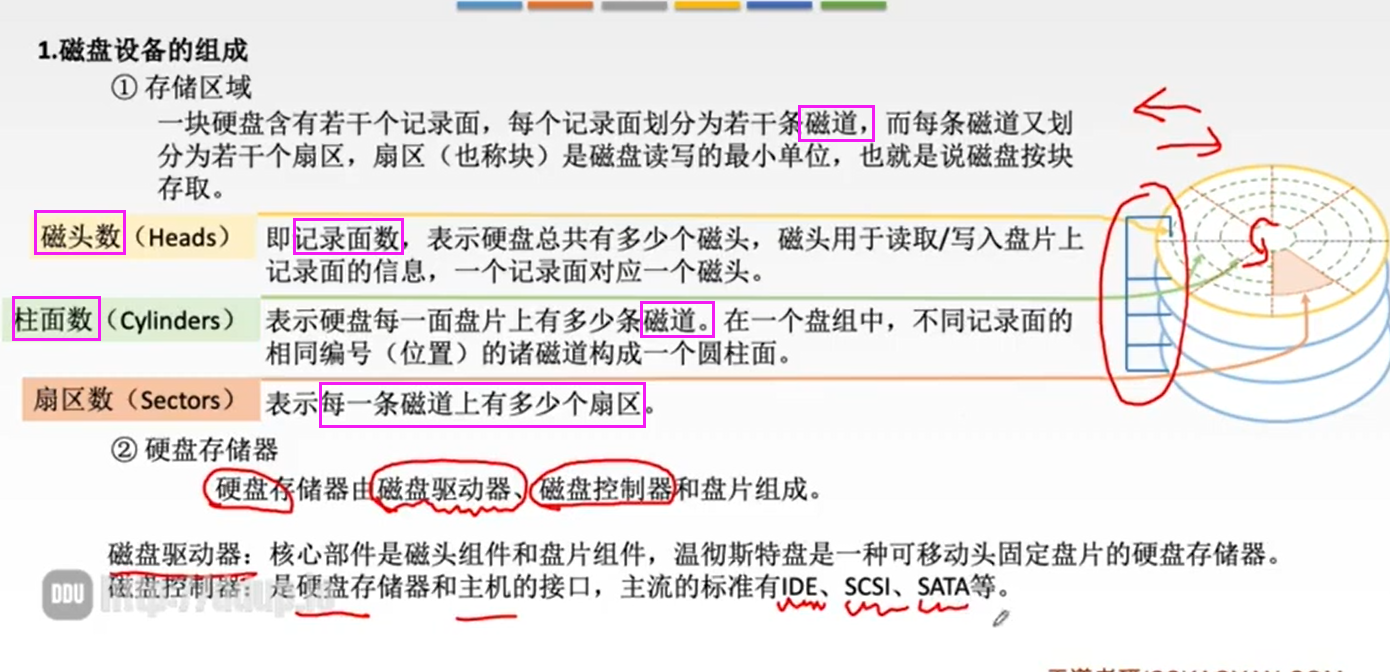 1.磁盘设备的组成
① 存储区域
一块硬盘含有若干个记录面，每个记录面划分为若干条磁道，而每条磁道又划
分为若干个扇区，扇区（也称块）是磁盘读写的最小单位，也就是说磁盘按块
存取。
磁头数（Heads）
即记录面数，表示硬盘总共有多少个磁头，磁头用于读取/写入盘片上
记录面的信息，一个记录面对应一个磁头。
柱面数（Cylinders）
表示硬盘每一面盘片上有多少条磁道。在一个盘组中，不同记录面的
相同编号（位置）的诸磁道构成一个圆柱面。
扇区数（Sectors）
表示每一条磁道上有多少个扇区。
② 硬盘存储器
硬盘存储器由磁盘驱动器、磁盘控制器和盘片组成。
磁盘驱动器：核心部件是磁头组件和盘片组件，温彻斯特盘是一种可移动头固定盘片的硬盘存储器。
磁盘控制器：是硬盘存储器和主机的接口，主流的标准有IDE、SCSI、SATA等。
DDU